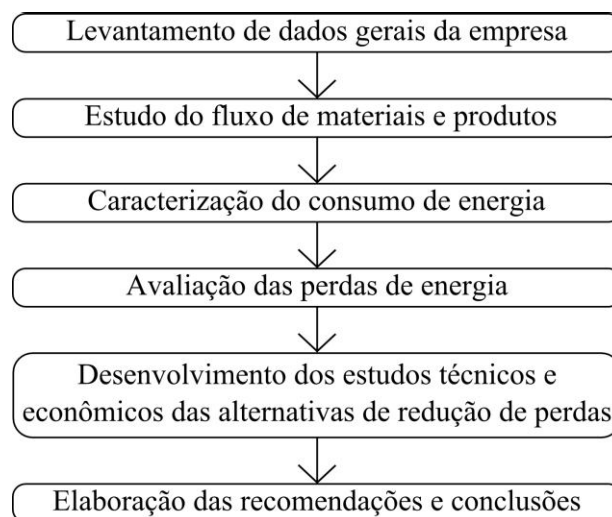 Levantamento de dados gerais da empresa
Estudo do fluxo de materiais e produtos
Caracterização do consumo de energia
Avaliação das perdas de energia
Desenvolvimento dos estudos técnicos e
econômicos das alternativas de redução de perdas
Elaboração das recomendações e conclusões